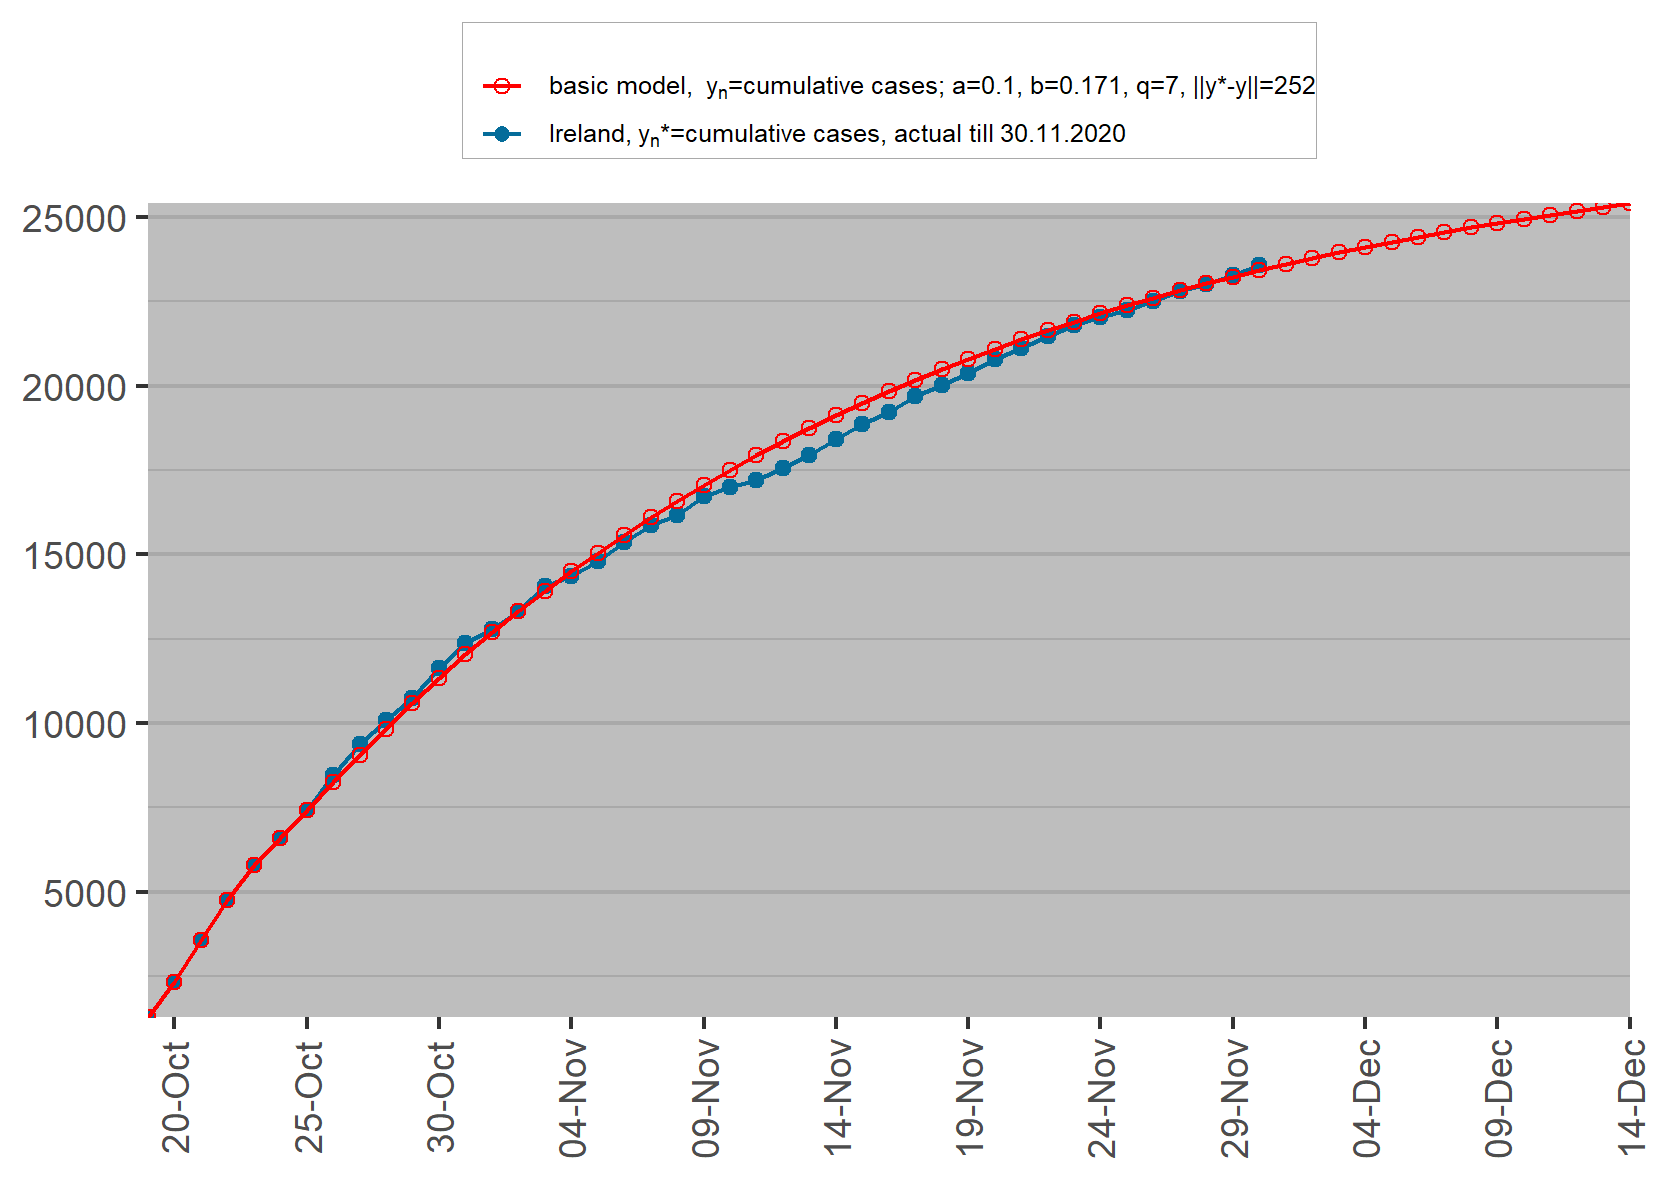 basic model,  yn=cumulative cases; a=0.1, b=0.171, q=7, ||y*-y||=252
Ireland, yn*=cumulative cases, actual till 30.11.2020
25000
20000
15000
10000
5000
20-Oct
25-Oct
30-Oct
04-Nov
09-Nov
14-Nov
19-Nov
24-Nov
29-Nov
04-Dec
09-Dec
14-Dec